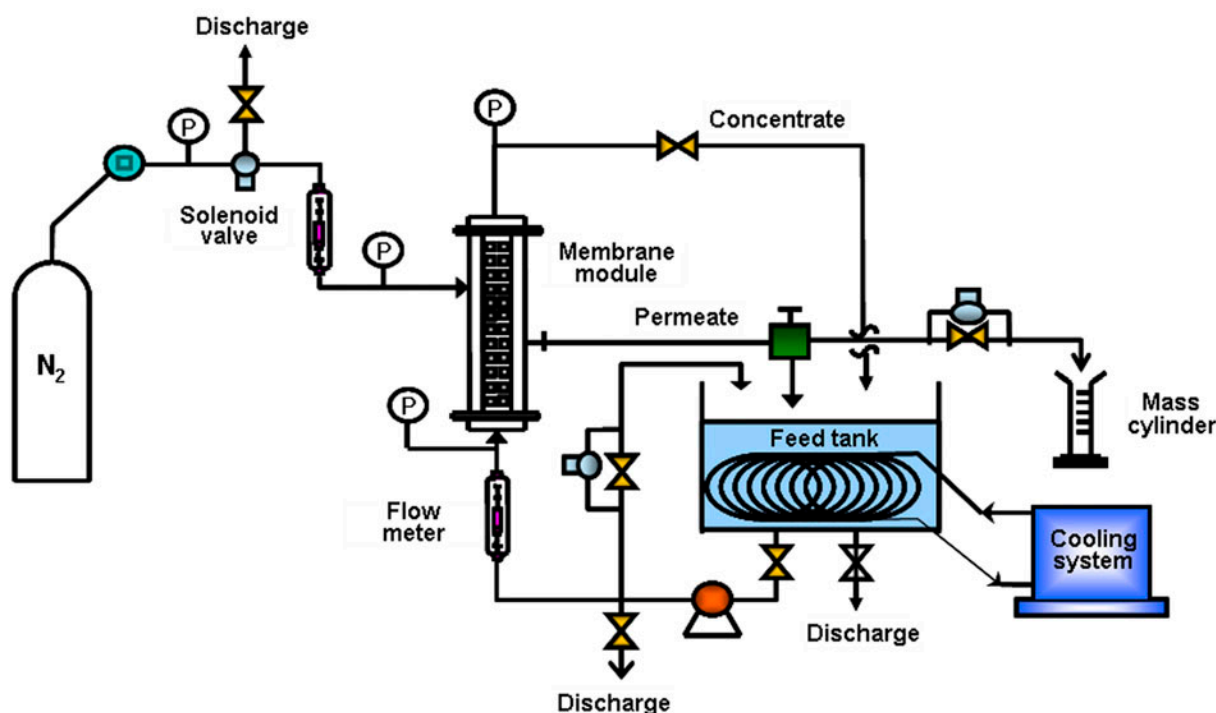 Discharge
P
P
Concentrate
Solenoid
valve
P
Membrane
module
Permeate
N2
P
Mass
cylinder
Feed tank
Flow
meter
Cooling
system
Discharge
Discharge